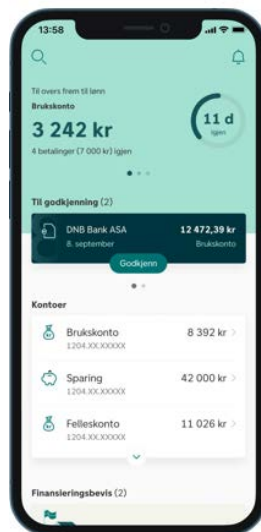 13:58
Til overs frem til lønn
Brukskonto
3 242 kr
4 betalinger (7 000 kr) igjen
11 d
igjen
Til godkjenning (2)
DNB Bank ASA 12 472,39 kr
8. september Brukskonto
Godkjenn
Kontoer
Brukskonto 8 392 kr
1204.XX.XXXXX
Sparing 42 000 kr
1204.XX.XXXXX
Felleskonto 11 026 kr
1204.XX.XXXXX
Finansieringsbevis (2)